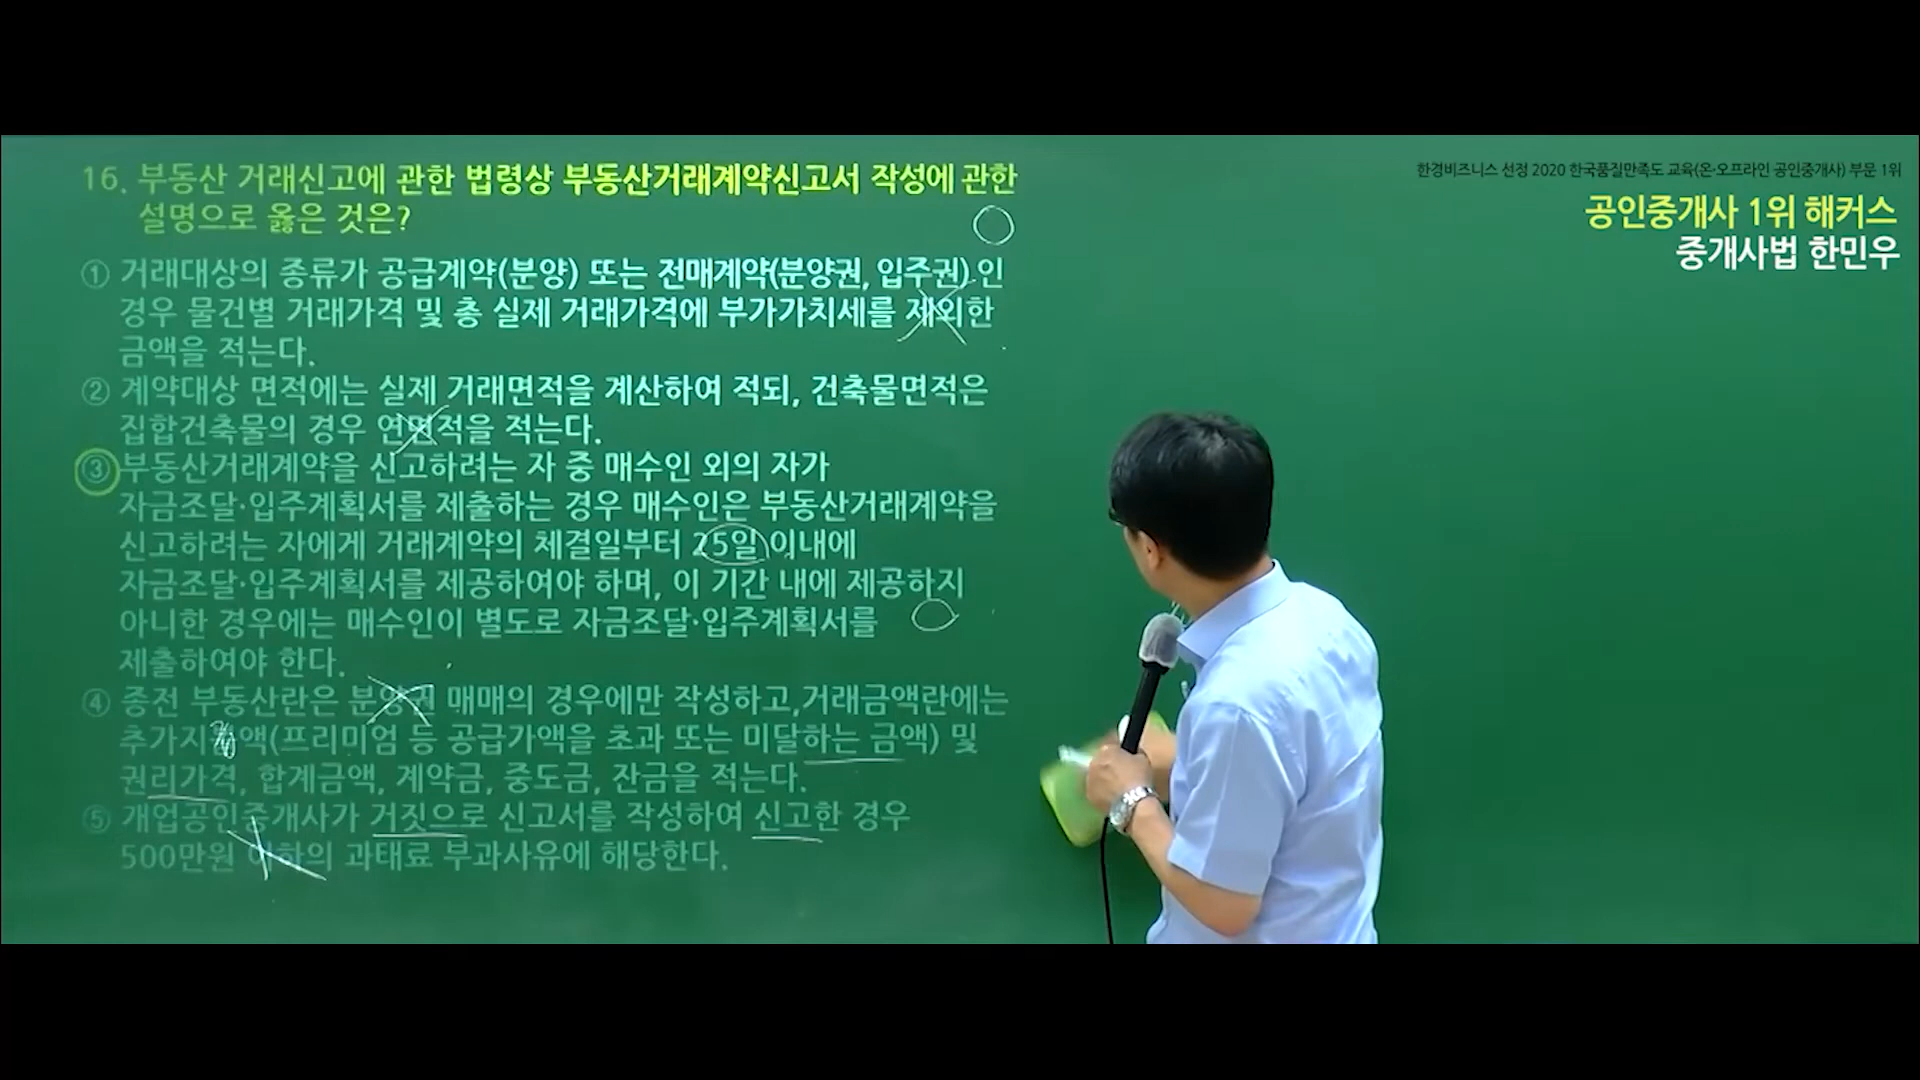 16. 부동산 거래신고에 관한 법령상 부동산거래계약신고서 작성에 관한
설명으로 옳은 것은?
① 거래대상의 종류가 공급계약(분양) 또는 전매계약(분양권, 입주권)인
경우 물건별 거래가격 및 총 실제 거래가격에 부가가치세를 제외한
금액을 적는다.
② 계약대상 면적에는 실제 거래면적을 계산하여 적되, 건축물면적은
집합건축물의 경우 연면적을 적는다.
③ 부동산거래계약을 신고하려는 자 중 매수인 외의 자가
자금조달·입주계획서를 제출하는 경우 매수인은 부동산거래계약을
신고하려는 자에게 거래계약의 체결일부터 25일 이내에
자금조달·입주계획서를 제공하여야 하며, 이 기간 내에 제공하지
아니한 경우에는 매수인이 별도로 자금조달·입주계획서를
제출하여야 한다.
④ 종전 부동산란은 분양권 매매의 경우에만 작성하고,거래금액란에는
추가지급액(프리미엄 등 공급가액을 초과 또는 미달하는 금액) 및
권리가격, 합계금액, 계약금, 중도금, 잔금을 적는다.
⑤ 개업공인중개사가 거짓으로 신고서를 작성하여 신고한 경우
500만원 이하의 과태료 부과사유에 해당한다.
한경비즈니스 선정 2020 한국품질만족도 교육(온·오프라인 공인중개사) 부문 1위
공인중개사 1위 해커스
중개사법 한민우